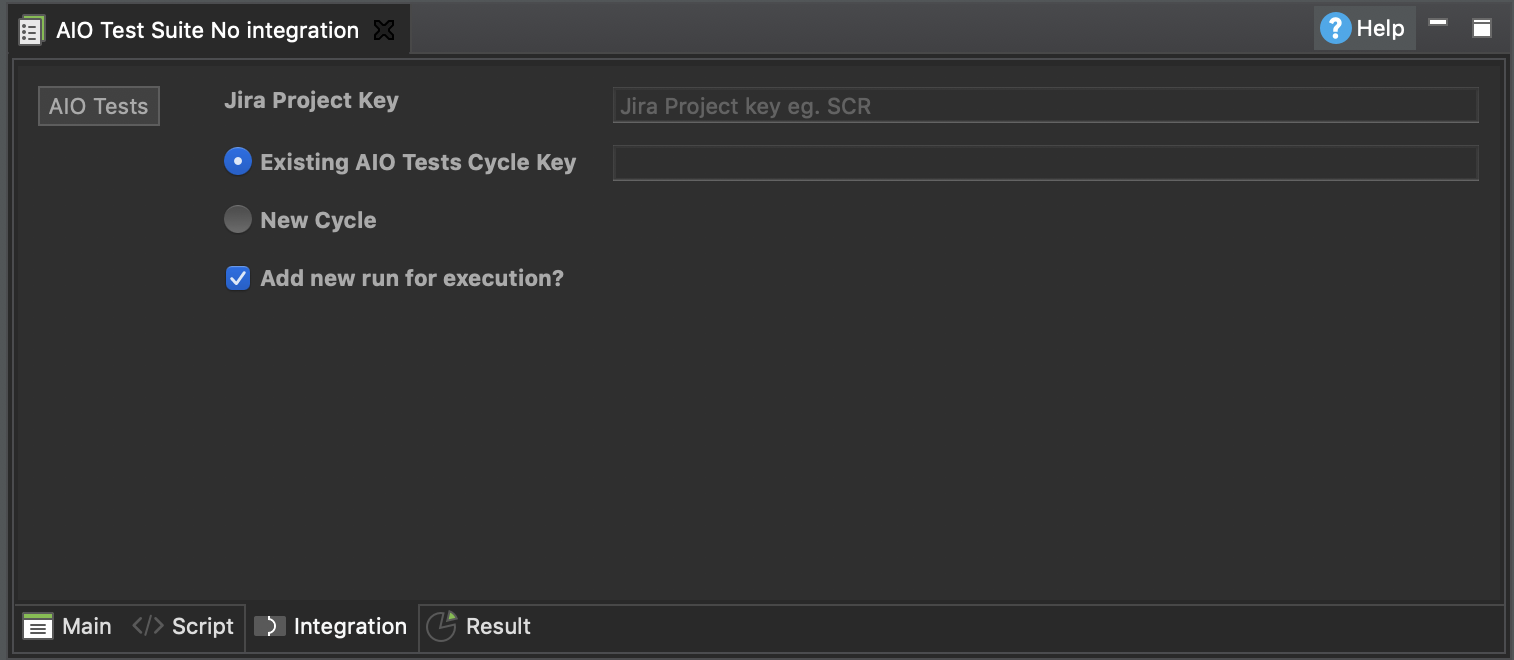 AIO Test Suite No integration
Help
AIO Tests
Jira Project Key
Jira Project key eg. SCR
Existing AIO Tests Cycle Key
New Cycle
Add new run for execution?
Main
Script
Integration
Result